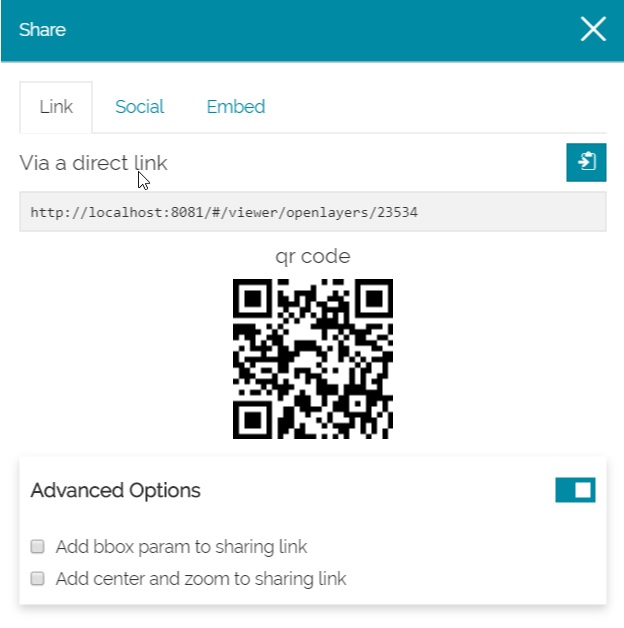 Share
Link Social Embed
Via a direct link
http://localhost:8081/#/viewer/openlayers/23534
qr code
Advanced Options
Add bbox param to sharing link
Add center and zoom to sharing link